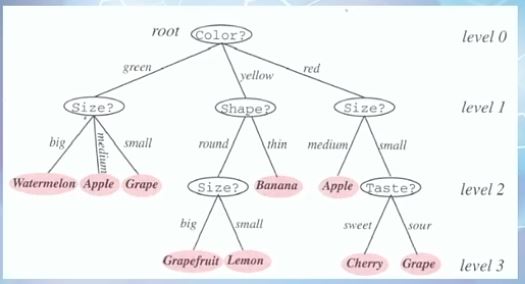 root Color? level 0
green yellow red
Size? Shape? Size? level 1
big medium small round thin medium small
Watermelon Apple Grape Size? Banana Apple Taste? level 2
big small sweet sour
Grapefruit Lemon Cherry Grape level 3